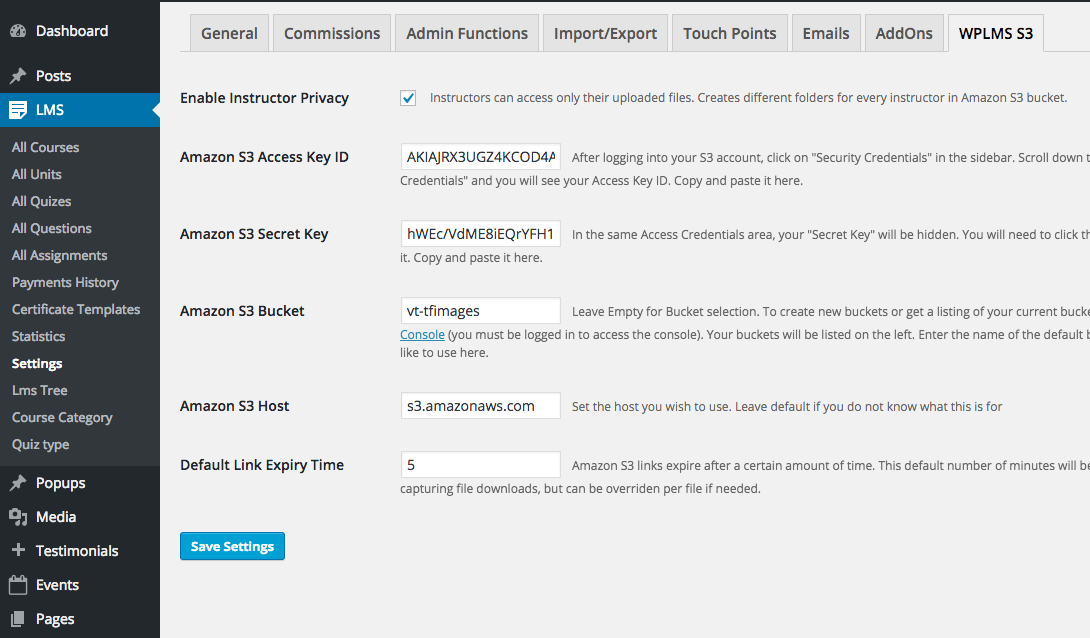 Dashboard
Posts
LMS
All Courses
All Units
All Quizes
All Questions
All Assignments
Payments History
Certificate Templates
Statistics
Settings
Lms Tree
Course Category
Quiz type
Popups
Media
Testimonials
Events
Pages
General Commissions Admin Functions Import/Export Touch Points Emails AddOns WPLMS S3
Enable Instructor Privacy Instructors can access only their uploaded files. Creates different folders for every instructor in Amazon S3 bucket.
Amazon S3 Access Key ID AKIAJRX3UGZ4KCOD4A After logging into your S3 account, click on "Security Credentials" in the sidebar. Scroll down t
Credentials" and you will see your Access Key ID. Copy and paste it here.
Amazon S3 Secret Key hWEc/VdME8iEQrYFH1 In the same Access Credentials area, your "Secret Key" will be hidden. You will need to click th
it. Copy and paste it here.
Amazon S3 Bucket vt-tfimages Leave Empty for Bucket selection. To create new buckets or get a listing of your current bucke
Console (you must be logged in to access the console). Your buckets will be listed on the left. Enter the name of the default b
like to use here.
Amazon S3 Host s3.amazonaws.com Set the host you wish to use. Leave default if you do not know what this is for
Default Link Expiry Time 5 Amazon S3 links expire after a certain amount of time. This default number of minutes will be
capturing file downloads, but can be overriden per file if needed.
Save Settings